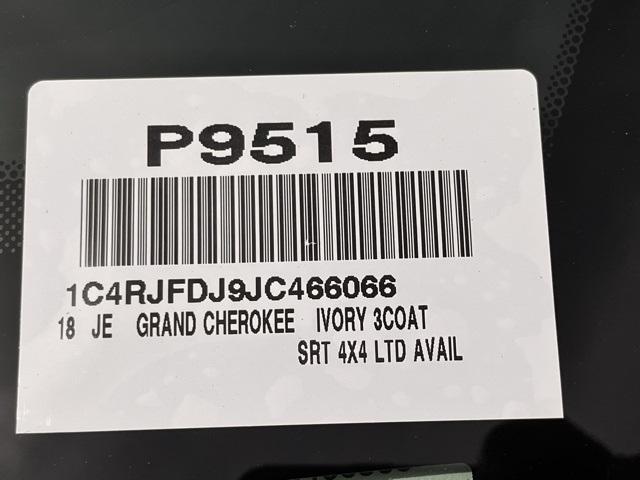 P9515
1C4RJFDJ9JC466066
18 JE GRAND CHEROKEE IVORY 3COAT
SRT 4X4 LTD AVAIL